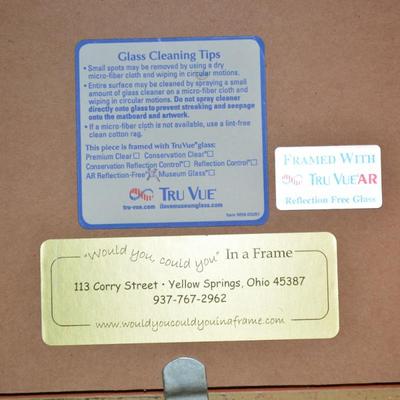 Glass Cleaning Tips
• Small spots may be removed by using a dry
micro-fiber cloth and wiping in circular motions.
• Entire surface may be cleaned by spraying a small
amount of glass cleaner on a micro-fiber cloth and
wiping in circular motions. Do not spray cleaner
directly onto glass to prevent streaking and seepage
onto the matboard and artwork.
• If a micro-fiber cloth is not available, use a lint-free
clean cotton rag.
This piece is framed with Tru Vue® glass:
Premium Clear☐ Conservation Clear®☐
Conservation Reflection Control®☐ Reflection Control®☐
AR Reflection-Free®☐ Museum Glass®☐
TRU VUE®
tru-vue.com ilovemuseumglass.com
FRAMED WITH
TRU VUE AR
Reflection Free Glass
"Would you, could you" In a Frame
113 Corry Street • Yellow Springs, Ohio 45387
937-767-2962
www.wouldyoucouldyouinaframe.com